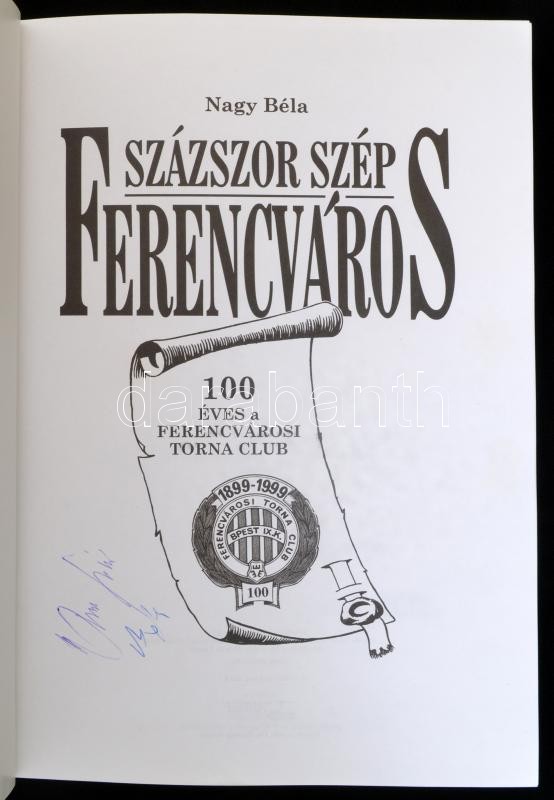 Nagy Béla
SZÁZSZOR SZÉP
FERENCVÁROS
100
ÉVES a
FERENCVÁROSI
TORNA CLUB
darabanth
1899-1999
FERENCVÁROSI TORNA CLUB
BPEST IX.K.
100